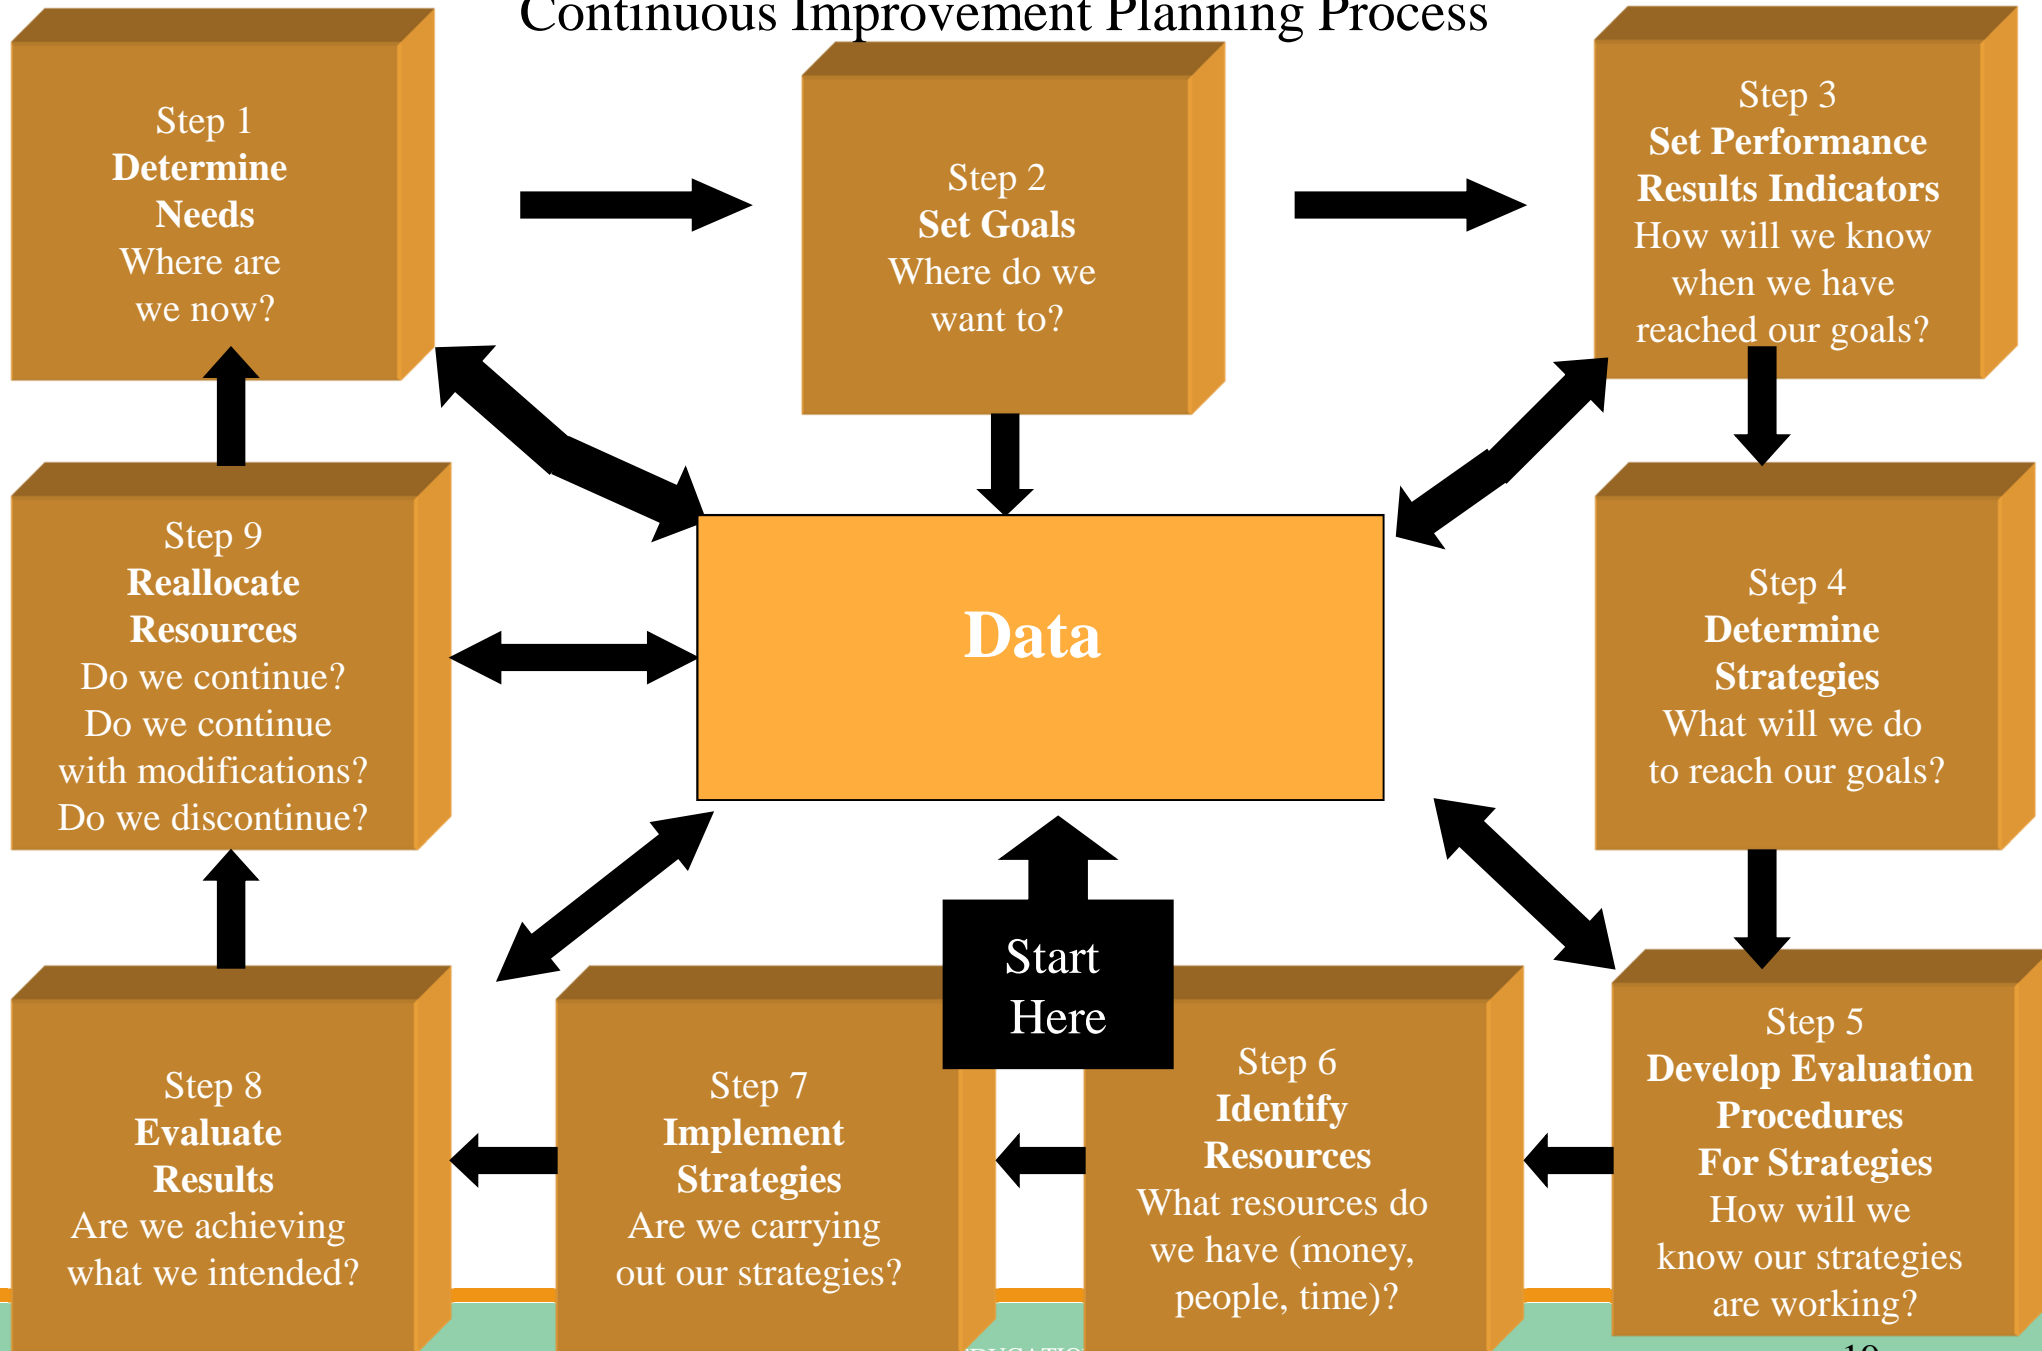 Continuous Improvement Planning Process
Step 1
Determine
Needs
Where are
we now?
Step 2
Set Goals
Where do we
want to?
Step 3
Set Performance
Results Indicators
How will we know
when we have
reached our goals?
Step 4
Determine
Strategies
What will we do
to reach our goals?
Step 5
Develop Evaluation
Procedures
For Strategies
How will we
know our strategies
are working?
Step 6
Identify
Resources
What resources do
we have (money,
people, time)?
Step 7
Implement
Strategies
Are we carrying
out our strategies?
Step 8
Evaluate
Results
Are we achieving
what we intended?
Step 9
Reallocate
Resources
Do we continue?
Do we continue
with modifications?
Do we discontinue?
Data
Start
Here